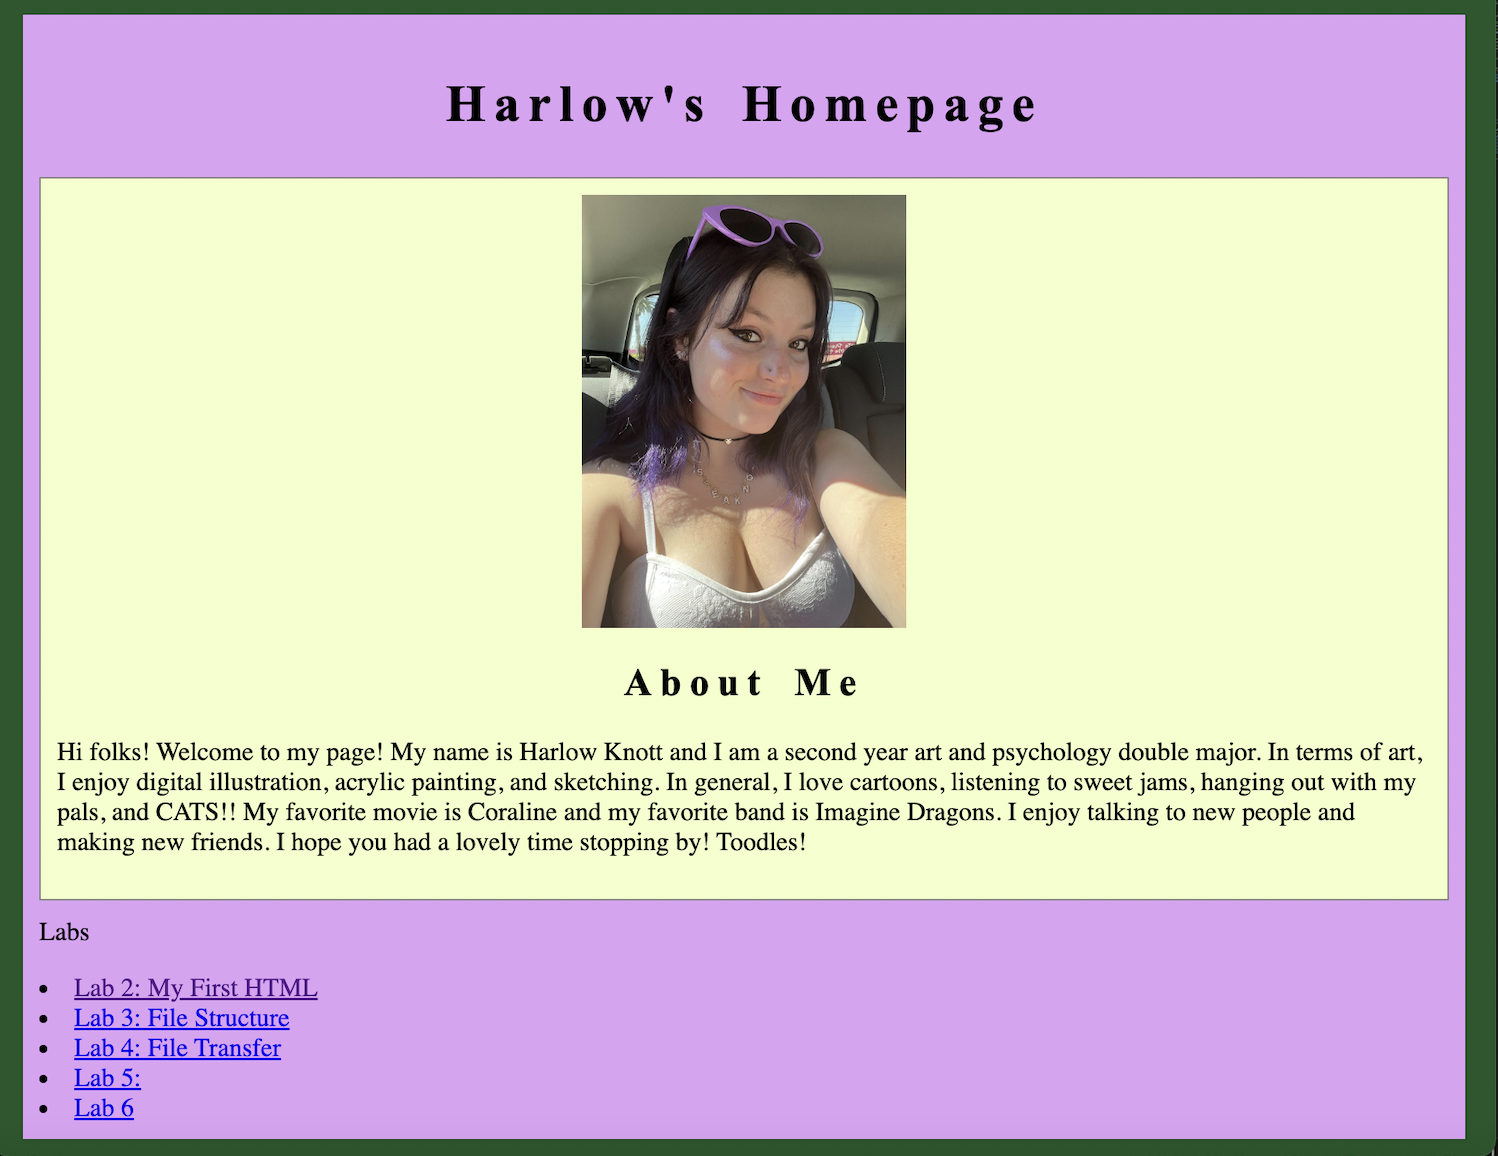 Harlow's Homepage
About Me
Hi folks! Welcome to my page! My name is Harlow Knott and I am a second year art and psychology double major. In terms of art,
I enjoy digital illustration, acrylic painting, and sketching. In general, I love cartoons, listening to sweet jams, hanging out with my
pals, and CATS!! My favorite movie is Coraline and my favorite band is Imagine Dragons. I enjoy talking to new people and
making new friends. I hope you had a lovely time stopping by! Toodles!
Labs
Lab 2: My First HTML
Lab 3: File Structure
Lab 4: File Transfer
Lab 5:
Lab 6